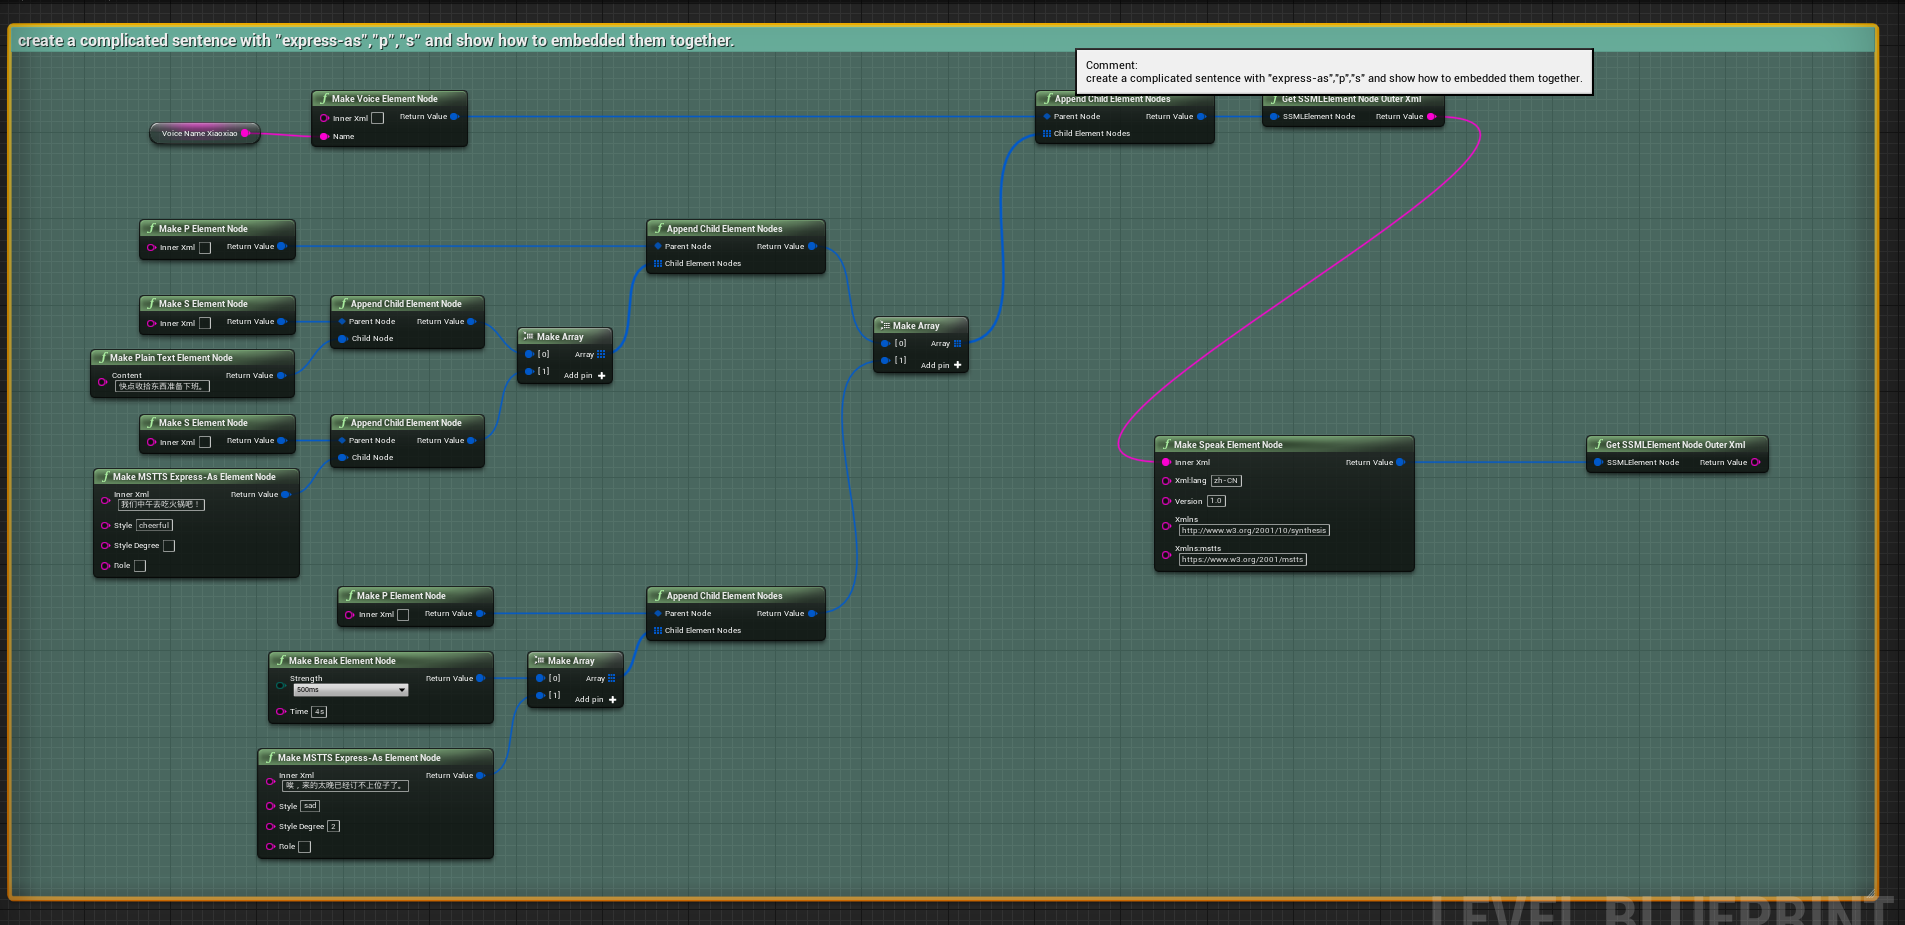 create a complicated sentence with "express-as","p","s" and show how to embedded them together.
Comment:
create a complicated sentence with "express-as","p","s" and show how to embedded them together.
Make Voice Element Node
Inner Xml
Return Value
Name
Voice Name Xiaoxiao
Append Child Element Nodes
Parent Node
Return Value
Child Element Nodes
Get SSMLElement Node Outer Xml
SSMLElement Node
Return Value
Make P Element Node
Inner Xml
Return Value
Append Child Element Nodes
Parent Node
Return Value
Child Element Nodes
Make S Element Node
Inner Xml
Return Value
Append Child Element Node
Parent Node
Return Value
Child Node
Make Plain Text Element Node
Content
Return Value
快点收拾东西准备下班。
Make Array
[0]
Array
[1]
Add pin
Make Array
[0]
Array
[1]
Add pin
Make S Element Node
Inner Xml
Return Value
Append Child Element Node
Parent Node
Return Value
Child Node
Make MSTTS Express-As Element Node
Inner Xml
Return Value
我们中午去吃火锅吧！
Style
cheerful
Style Degree
Role
Make Speak Element Node
Inner Xml
Return Value
Xml:lang
zh-CN
Version
1.0
Xmlns
http://www.w3.org/2001/10/synthesis
Xmlns:mstts
https://www.w3.org/2001/mstts
Get SSMLElement Node Outer Xml
SSMLElement Node
Return Value
Make P Element Node
Inner Xml
Return Value
Append Child Element Nodes
Parent Node
Return Value
Child Element Nodes
Make Break Element Node
Strength
Return Value
500ms
Time
4s
Make Array
[0]
Array
[1]
Add pin
Make MSTTS Express-As Element Node
Inner Xml
Return Value
唉，来的太晚已经订不上位子了。
Style
sad
Style Degree
2
Role
LEVEL BLUEPRINT